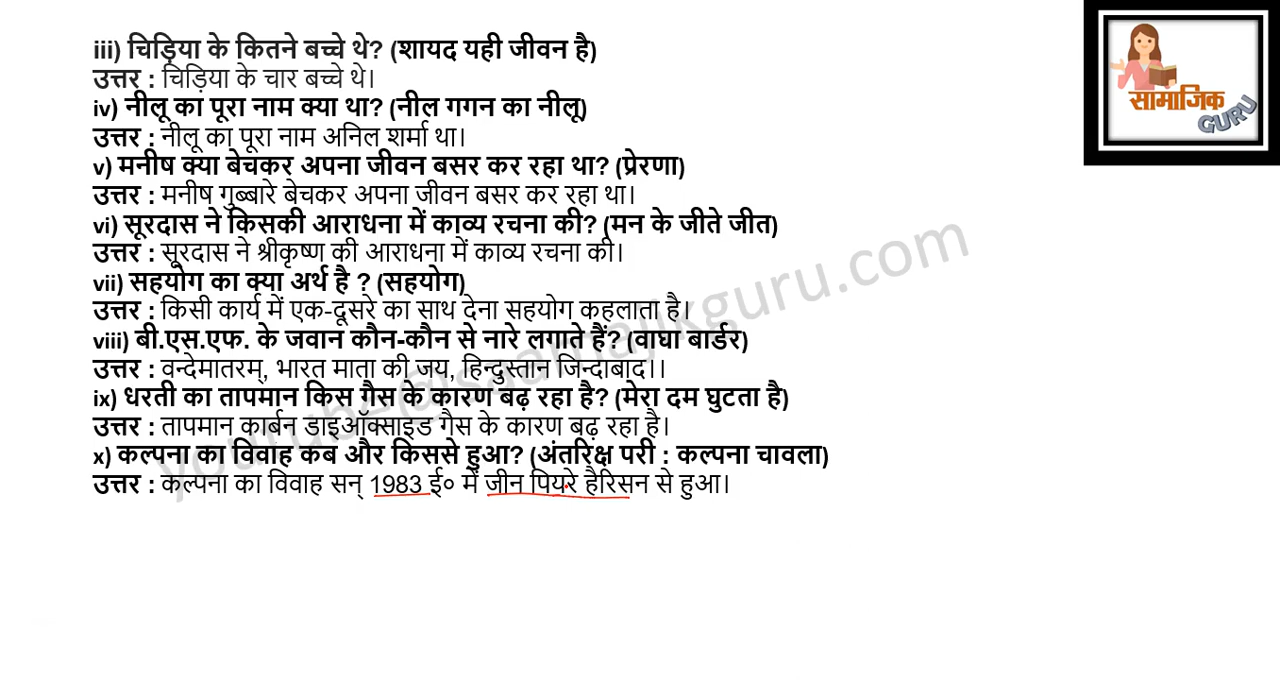 iii) चिड़िया के कितने बच्चे थे? (शायद यही जीवन है)
उत्तर : चिड़िया के चार बच्चे थे।
iv) नीलू का पूरा नाम क्या था? (नील गगन का नीलू)
उत्तर : नीलू का पूरा नाम अनिल शर्मा था।
v) मनीष क्या बेचकर अपना जीवन बसर कर रहा था? (प्रेरणा)
उत्तर : मनीष गुब्बारे बेचकर अपना जीवन बसर कर रहा था।
vi) सूरदास ने किसकी आराधना में काव्य रचना की? (मन के जीते जीत)
उत्तर : सूरदास ने श्रीकृष्ण की आराधना में काव्य रचना की।
vii) सहयोग का क्या अर्थ है ? (सहयोग)
उत्तर : किसी कार्य में एक-दूसरे का साथ देना सहयोग कहलाता है।
viii) बी.एस.एफ. के जवान कौन-कौन से नारे लगाते हैं? (वाघा बार्डर)
उत्तर : वन्देमातरम्, भारत माता की जय, हिन्दुस्तान जिन्दाबाद।।
ix) धरती का तापमान किस गैस के कारण बढ़ रहा है? (मेरा दम घुटता है)
उत्तर : तापमान कार्बन डाइऑक्साइड गैस के कारण बढ़ रहा है।
x) कल्पना का विवाह कब और किससे हुआ? (अंतरिक्ष परी : कल्पना चावला)
उत्तर : कल्पना का विवाह सन् 1983 ई० में जीन पियरे हैरिसन से हुआ।
सामाजिक
GURU